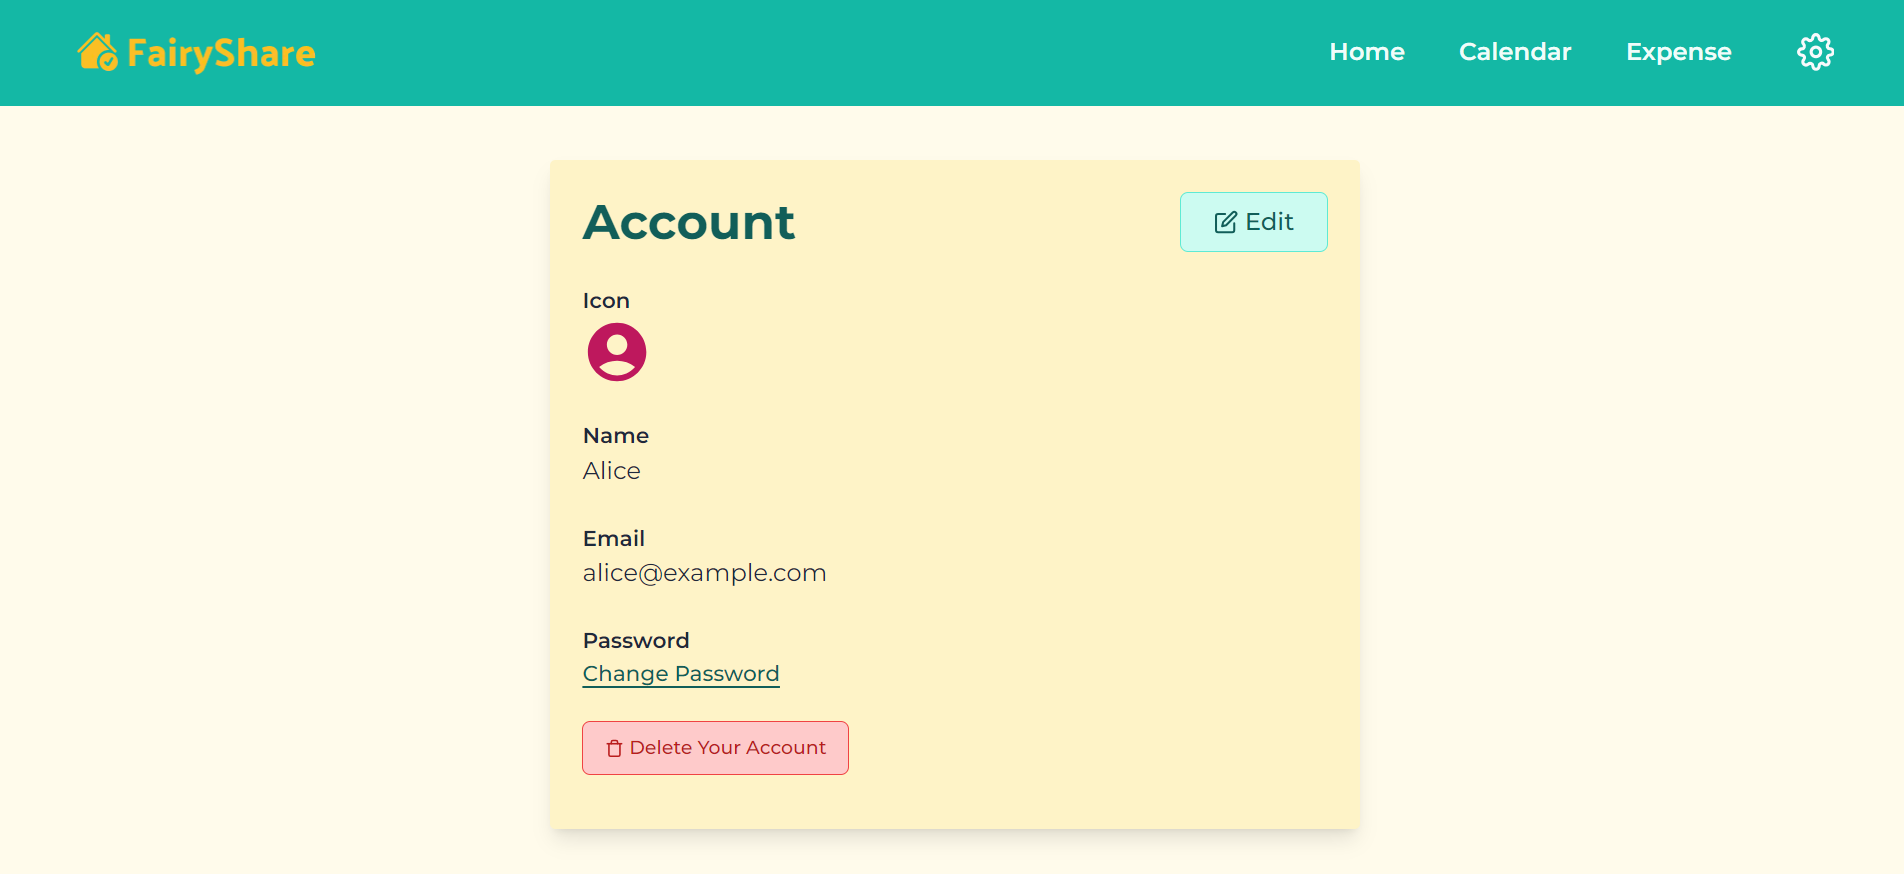 FairyShare
Home Calendar Expense
Account
Edit
Icon
Name
Alice
Email
alice@example.com
Password
Change Password
Delete Your Account